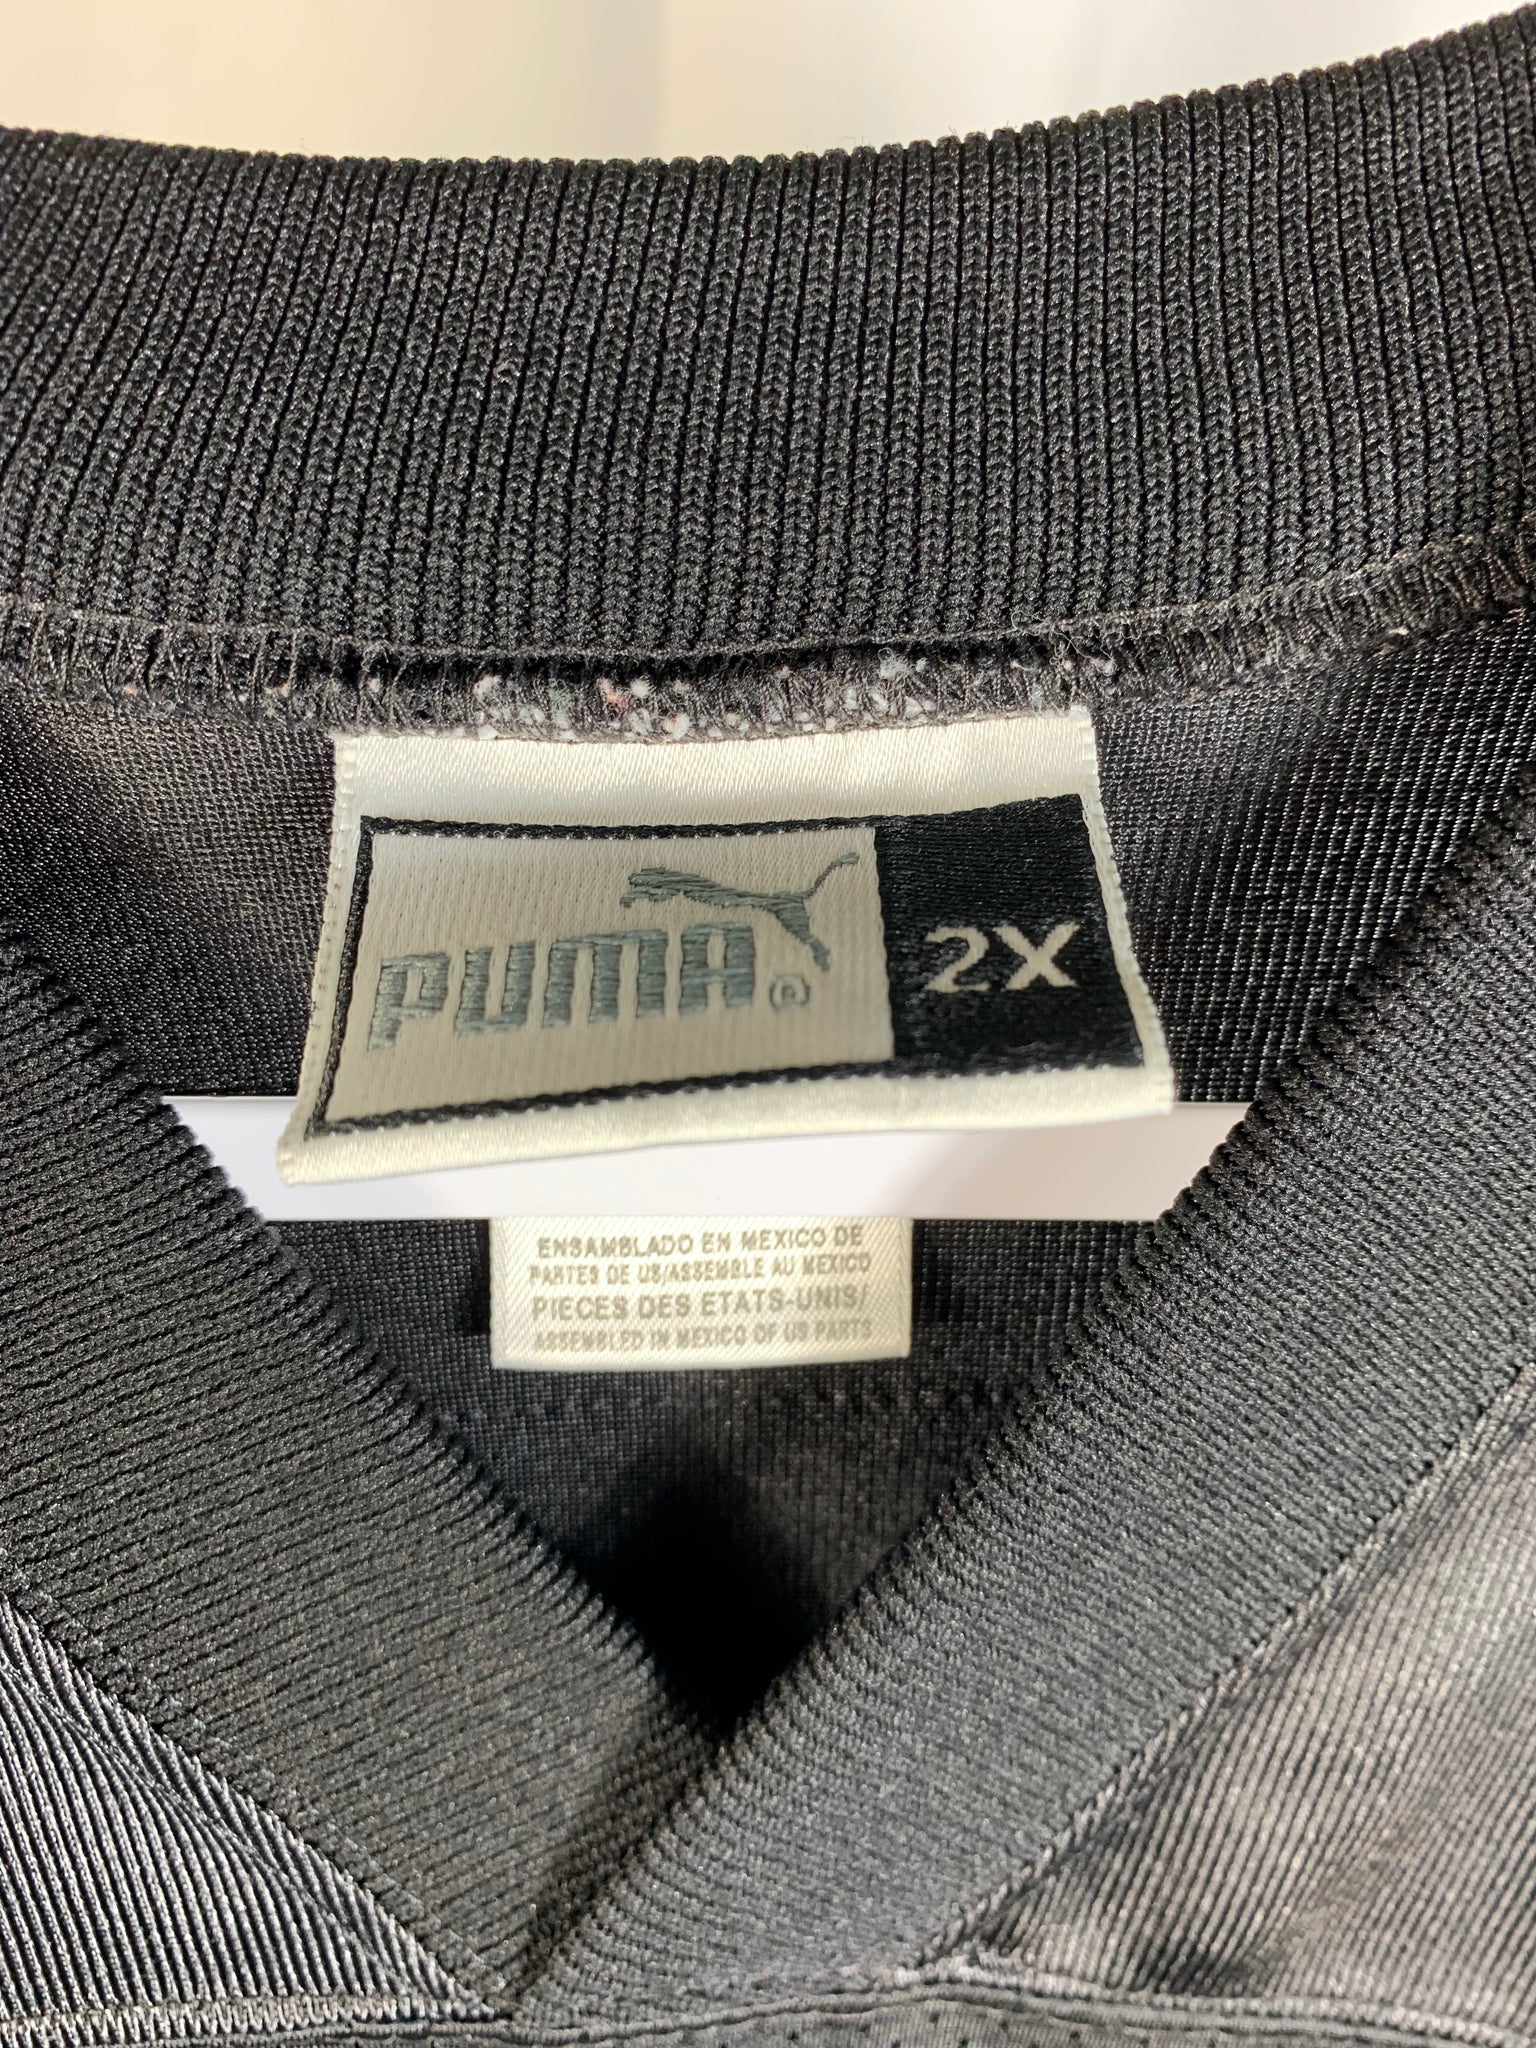 PUMA® 2X
ENSAMBLADO EN MEXICO DE
PARTES DE US/ASSEMBLE AU MEXICO
PIECES DES ETATS-UNIS/
ASSEMBLED IN MEXICO OF US PARTS